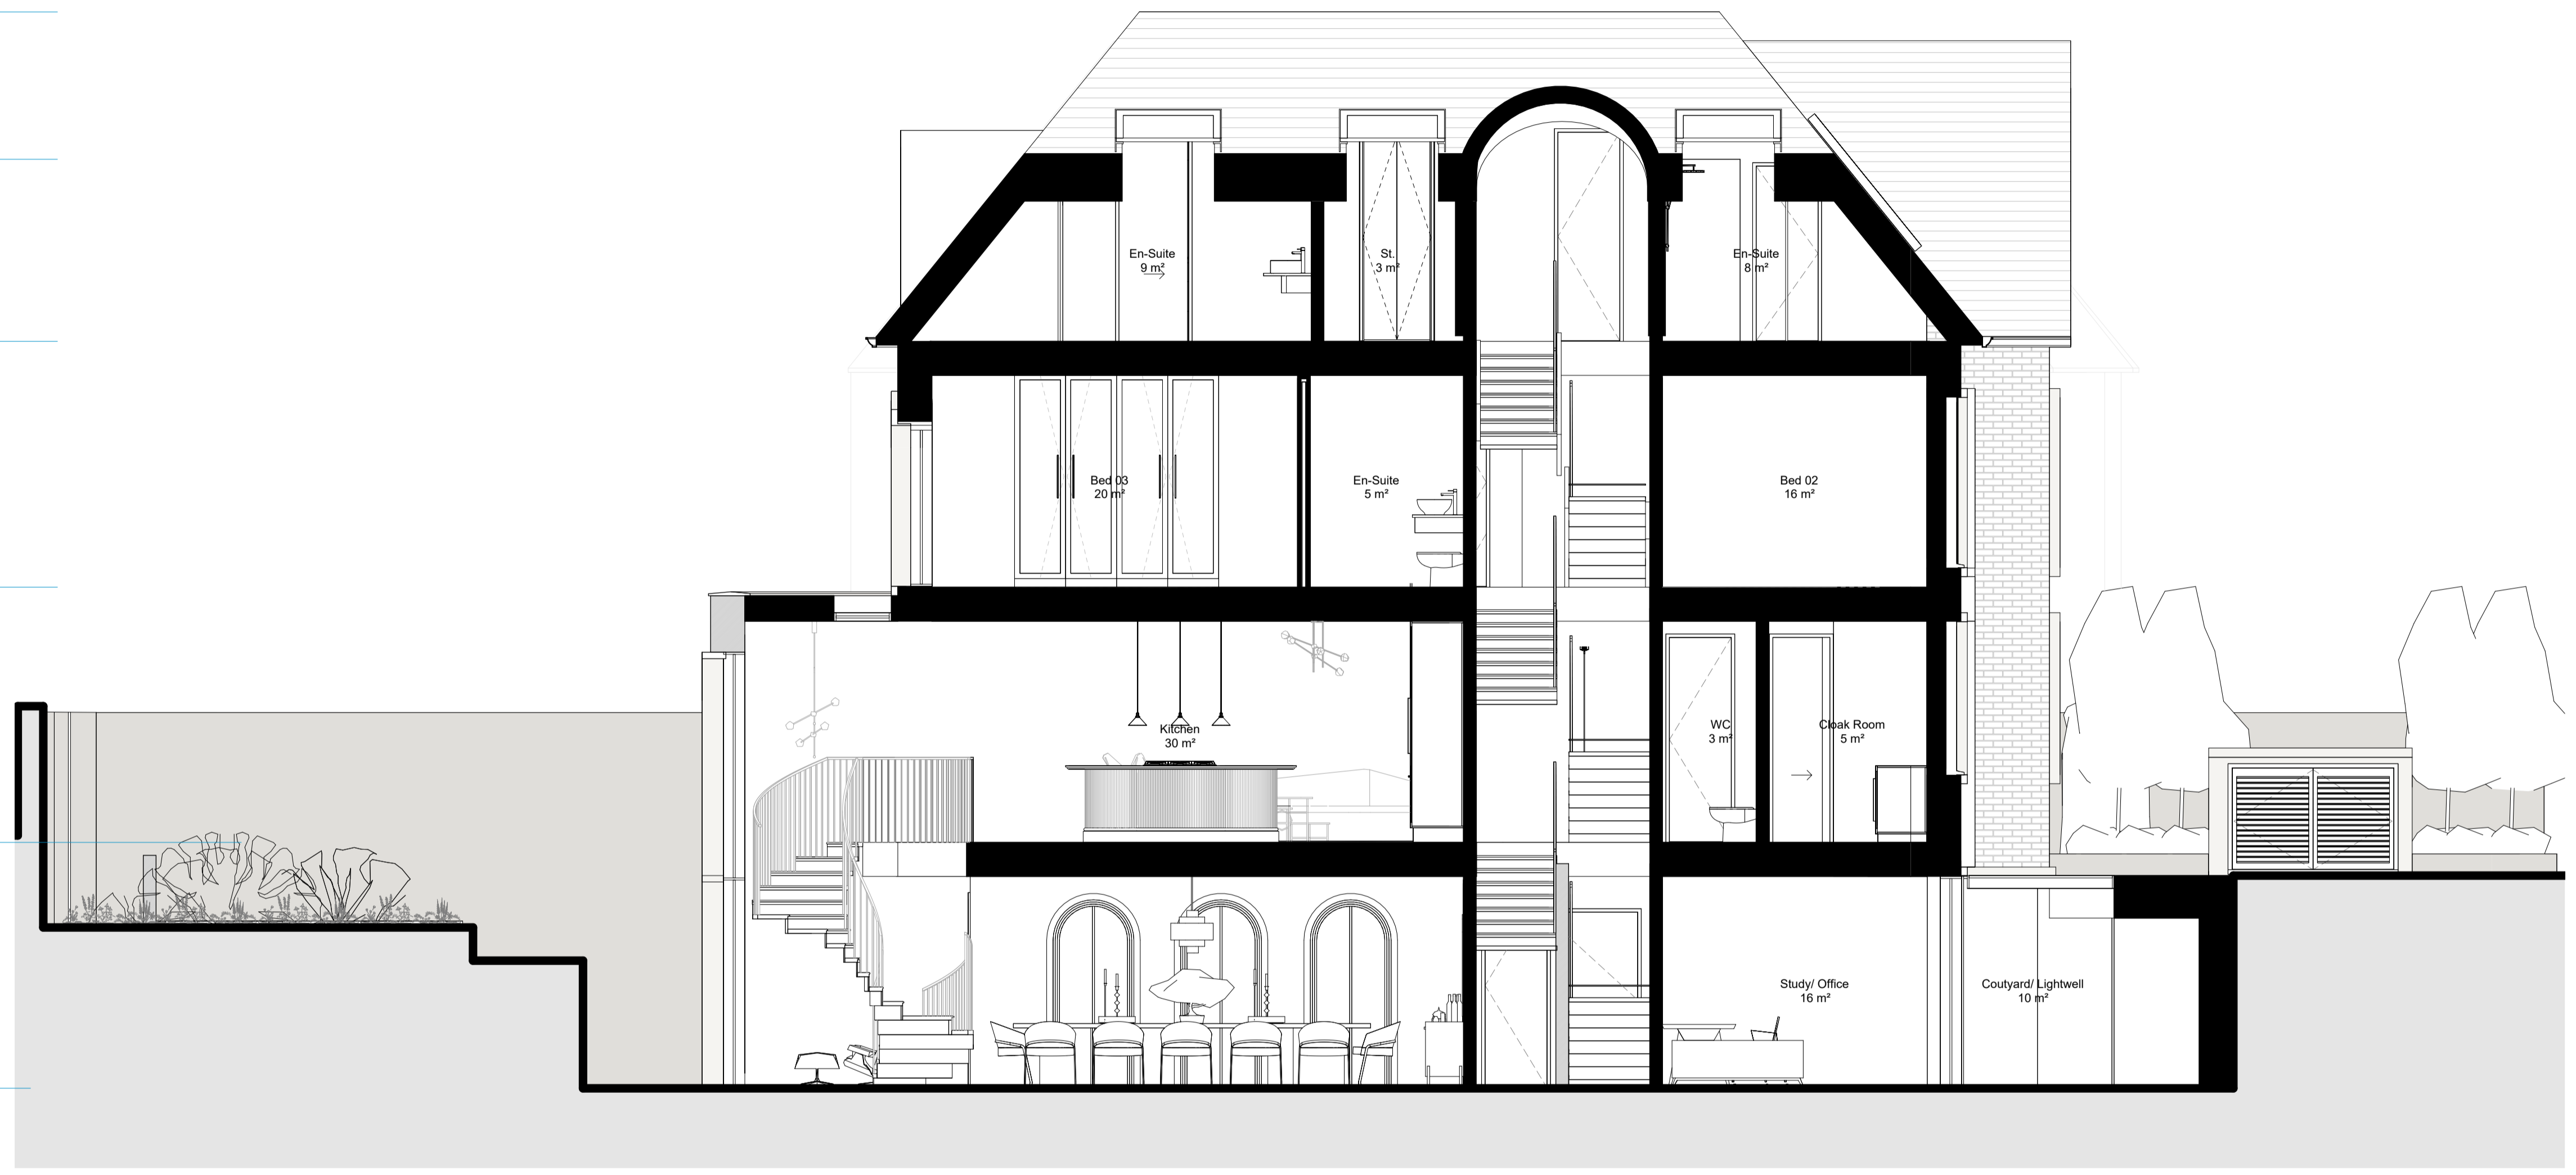 En-Suite
9 m²
St.
3 m²
En-Suite
8 m²
Bed 03
20 m²
En-Suite
5 m²
Bed 02
16 m²
Kitchen
30 m²
WC
3 m²
Cloak Room
5 m²
Study/ Office
16 m²
Coutyard/ Lightwell
10 m²